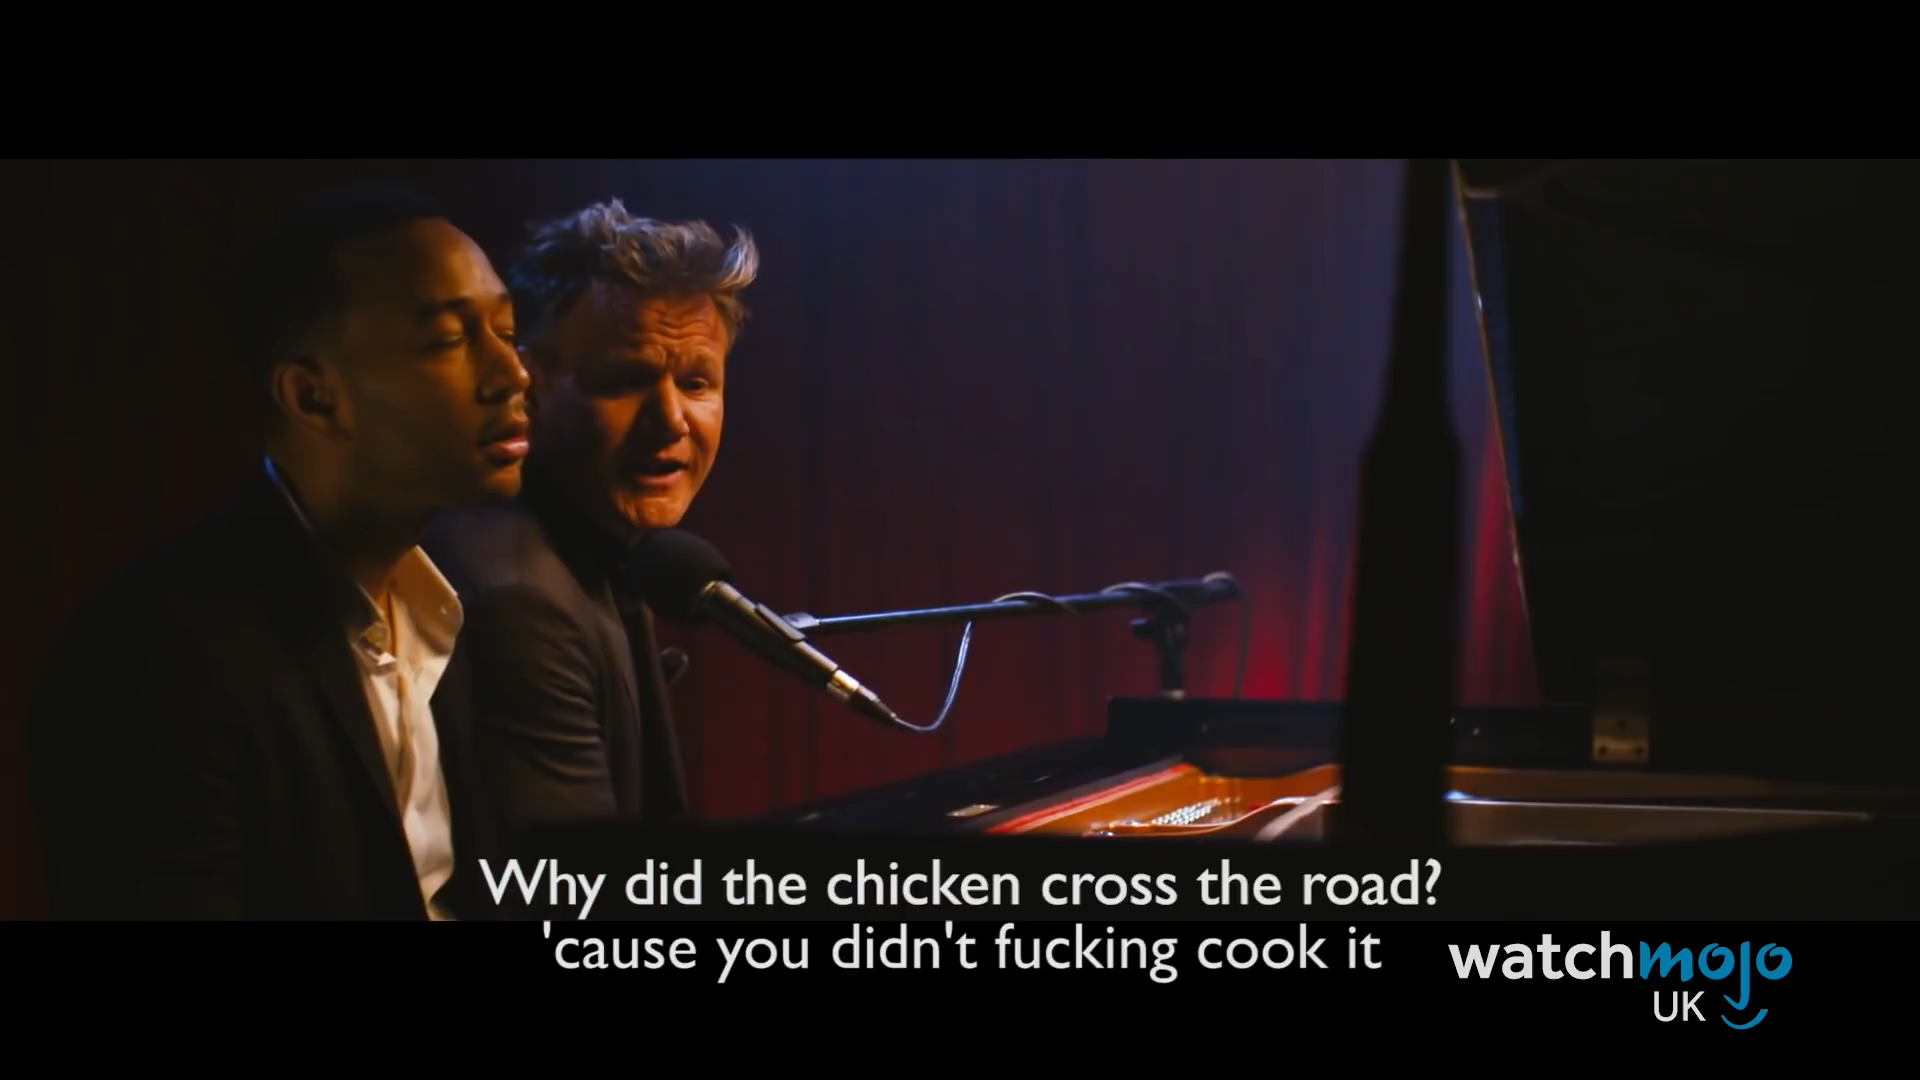 Why did the chicken cross the road?
'cause you didn't fucking cook it
watchmojo
UK